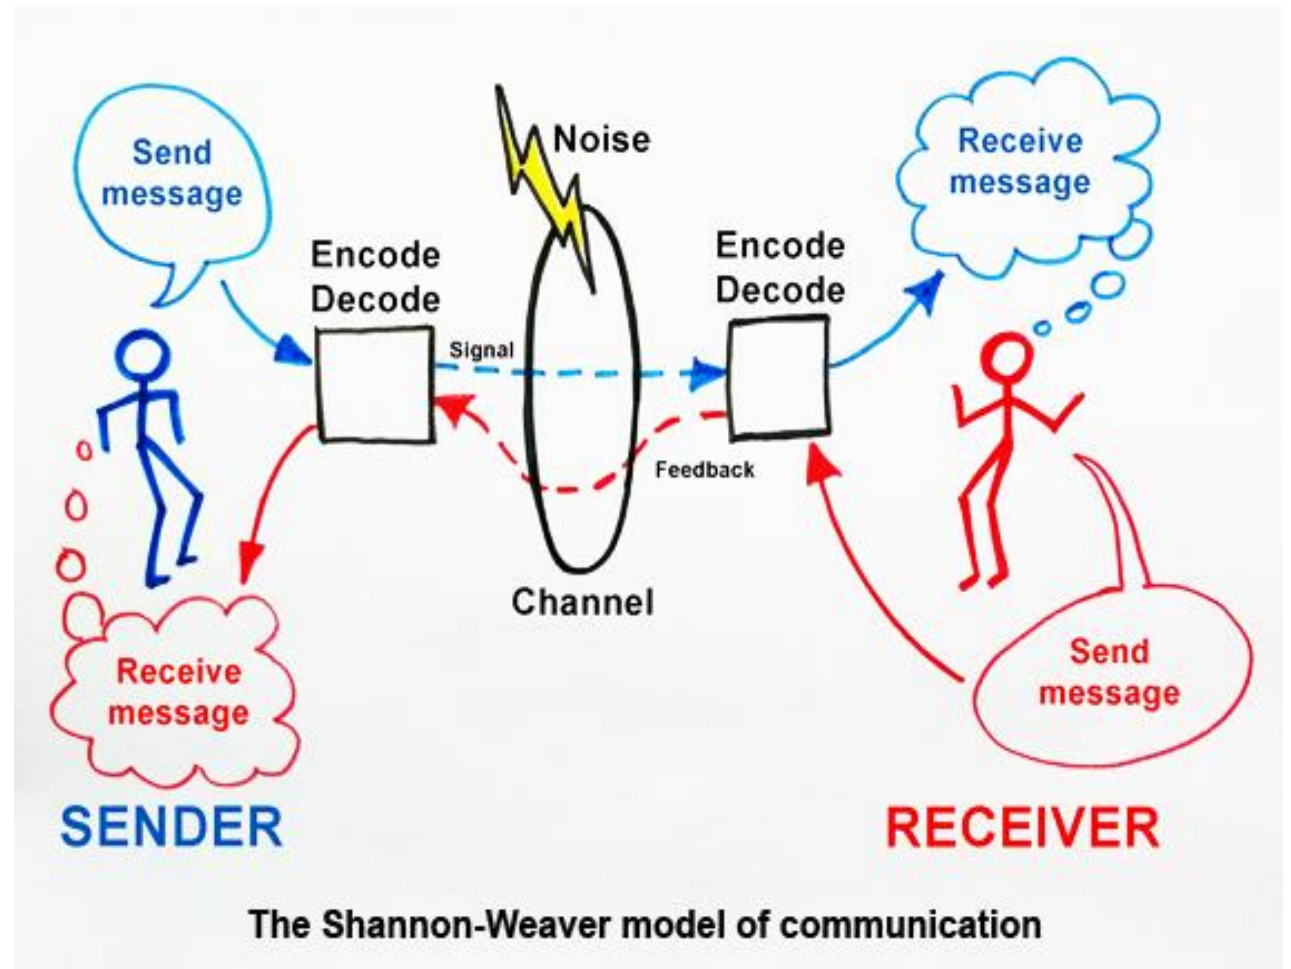 Send
message
Noise
Receive
message
Encode
Decode
Encode
Decode
Signal
Feedback
Channel
Receive
message
Send
message
SENDER
RECEIVER
The Shannon-Weaver model of communication